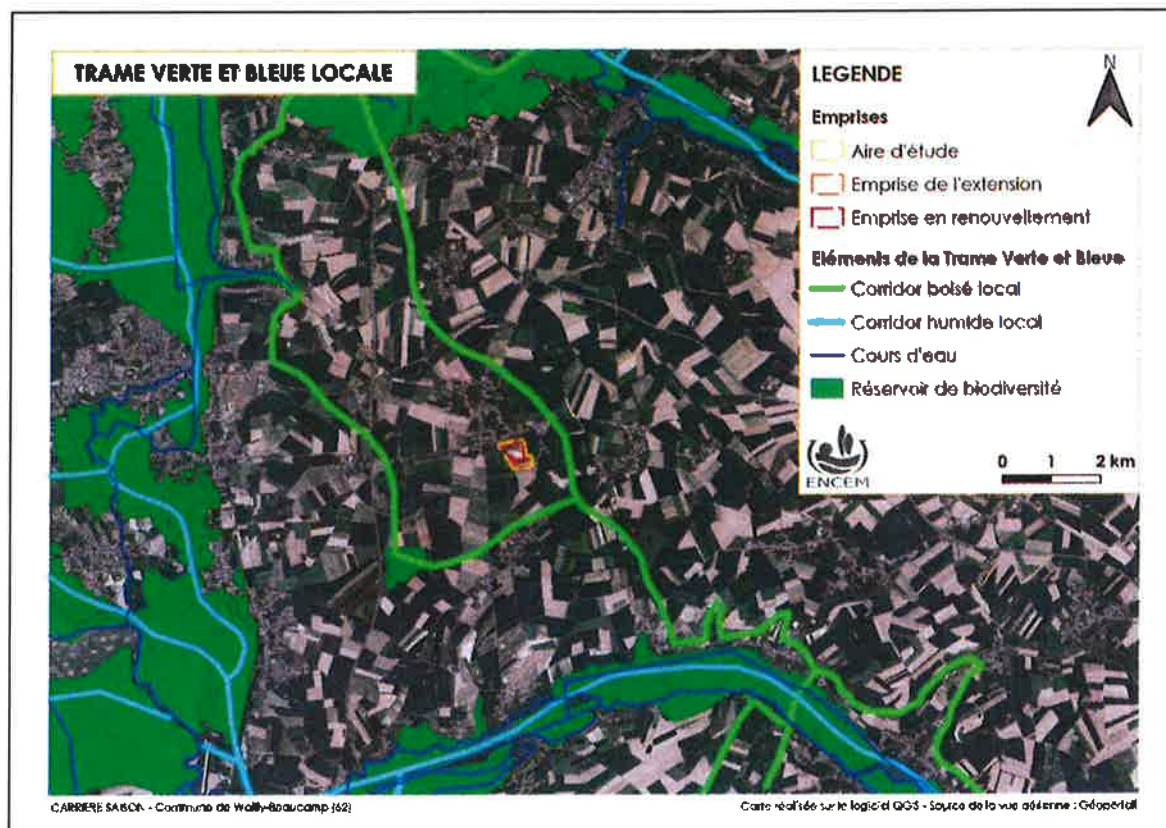 TRAME VERTE ET BLEUE LOCALE
LEGENDE
N
Emprises
Aire d'étude
Emprise de l'extension
Emprise en renouvellement
Eléments de la Trame Verte et Bleue
Corridor boisé local
Corridor humide local
Cours d'eau
Réservoir de biodiversité
ENCEM
0 1 2 km
CARRIERE SAISON - Commune de Wailly-Beaucamp (62)
Carte réalisée sur le logiciel QGIS - Source de la vue aérienne : Géoportail